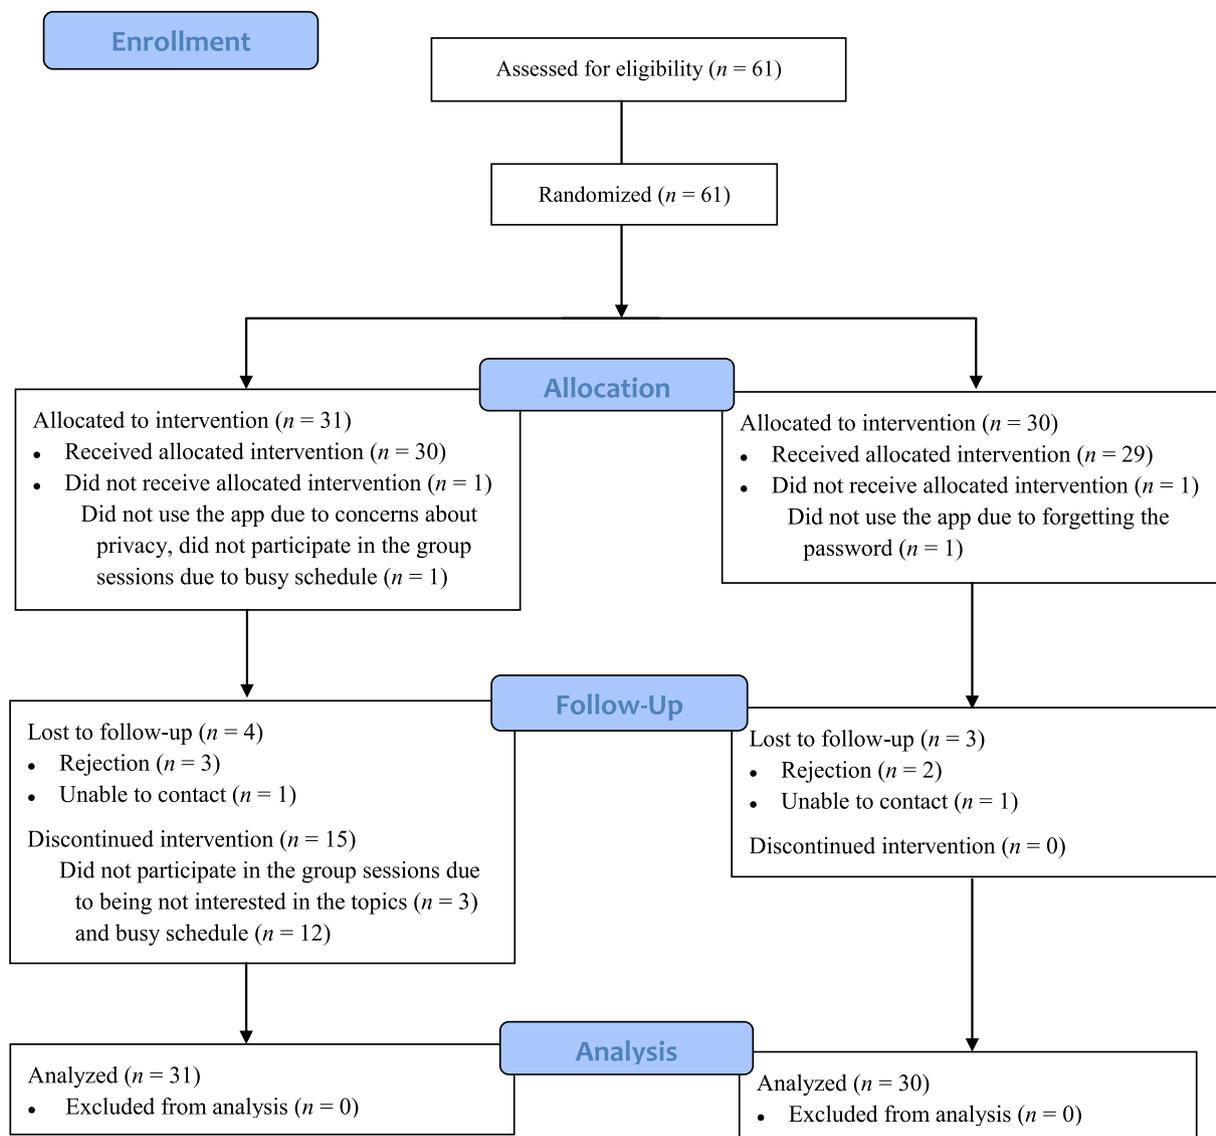 Enrollment
Assessed for eligibility (n = 61)
Randomized (n = 61)
Allocation
Allocated to intervention (n = 31)
• Received allocated intervention (n = 30)
• Did not receive allocated intervention (n = 1)
Did not use the app due to concerns about
privacy, did not participate in the group
sessions due to busy schedule (n = 1)
Allocated to intervention (n = 30)
• Received allocated intervention (n = 29)
• Did not receive allocated intervention (n = 1)
Did not use the app due to forgetting the
password (n = 1)
Follow-Up
Lost to follow-up (n = 4)
• Rejection (n = 3)
• Unable to contact (n = 1)
Discontinued intervention (n = 15)
Did not participate in the group sessions due
to being not interested in the topics (n = 3)
and busy schedule (n = 12)
Lost to follow-up (n = 3)
• Rejection (n = 2)
• Unable to contact (n = 1)
Discontinued intervention (n = 0)
Analysis
Analyzed (n = 31)
• Excluded from analysis (n = 0)
Analyzed (n = 30)
• Excluded from analysis (n = 0)